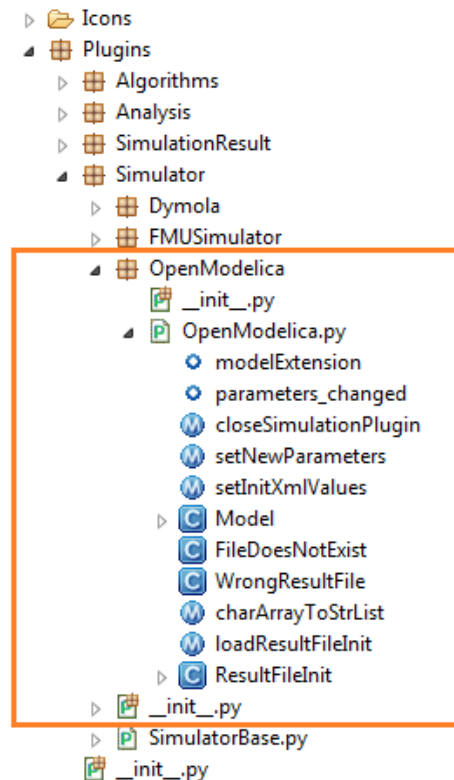 Icons
Plugins
Algorithms
Analysis
SimulationResult
Simulator
Dymola
FMUSimulator
OpenModelica
__init__.py
OpenModelica.py
modelExtension
parameters_changed
closeSimulationPlugin
setNewParameters
setInitXmlValues
Model
FileDoesNotExist
WrongResultFile
charArrayToStrList
loadResultFileInit
ResultFileInit
__init__.py
SimulatorBase.py
__init__.py